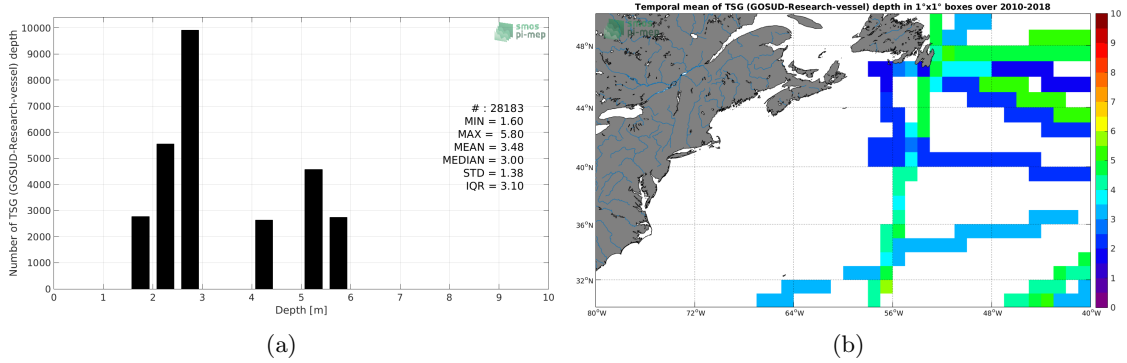 10000
9000
8000
7000
6000
5000
4000
3000
2000
1000
0
Number of TSG (GOSUD-Research-vessel) depth
smos
pi-mep
# : 28183
MIN = 1.60
MAX = 5.80
MEAN = 3.48
MEDIAN = 3.00
STD = 1.38
IQR = 3.10
0 1 2 3 4 5 6 7 8 9 10
Depth [m]
(a)
Temporal mean of TSG (GOSUD-Research-vessel) depth in 1°x1° boxes over 2010-2018
smos
pi-mep
48°N
44°N
40°N
36°N
32°N
80°W 72°W 64°W 56°W 48°W 40°W
10
9
8
7
6
5
4
3
2
1
0
(b)